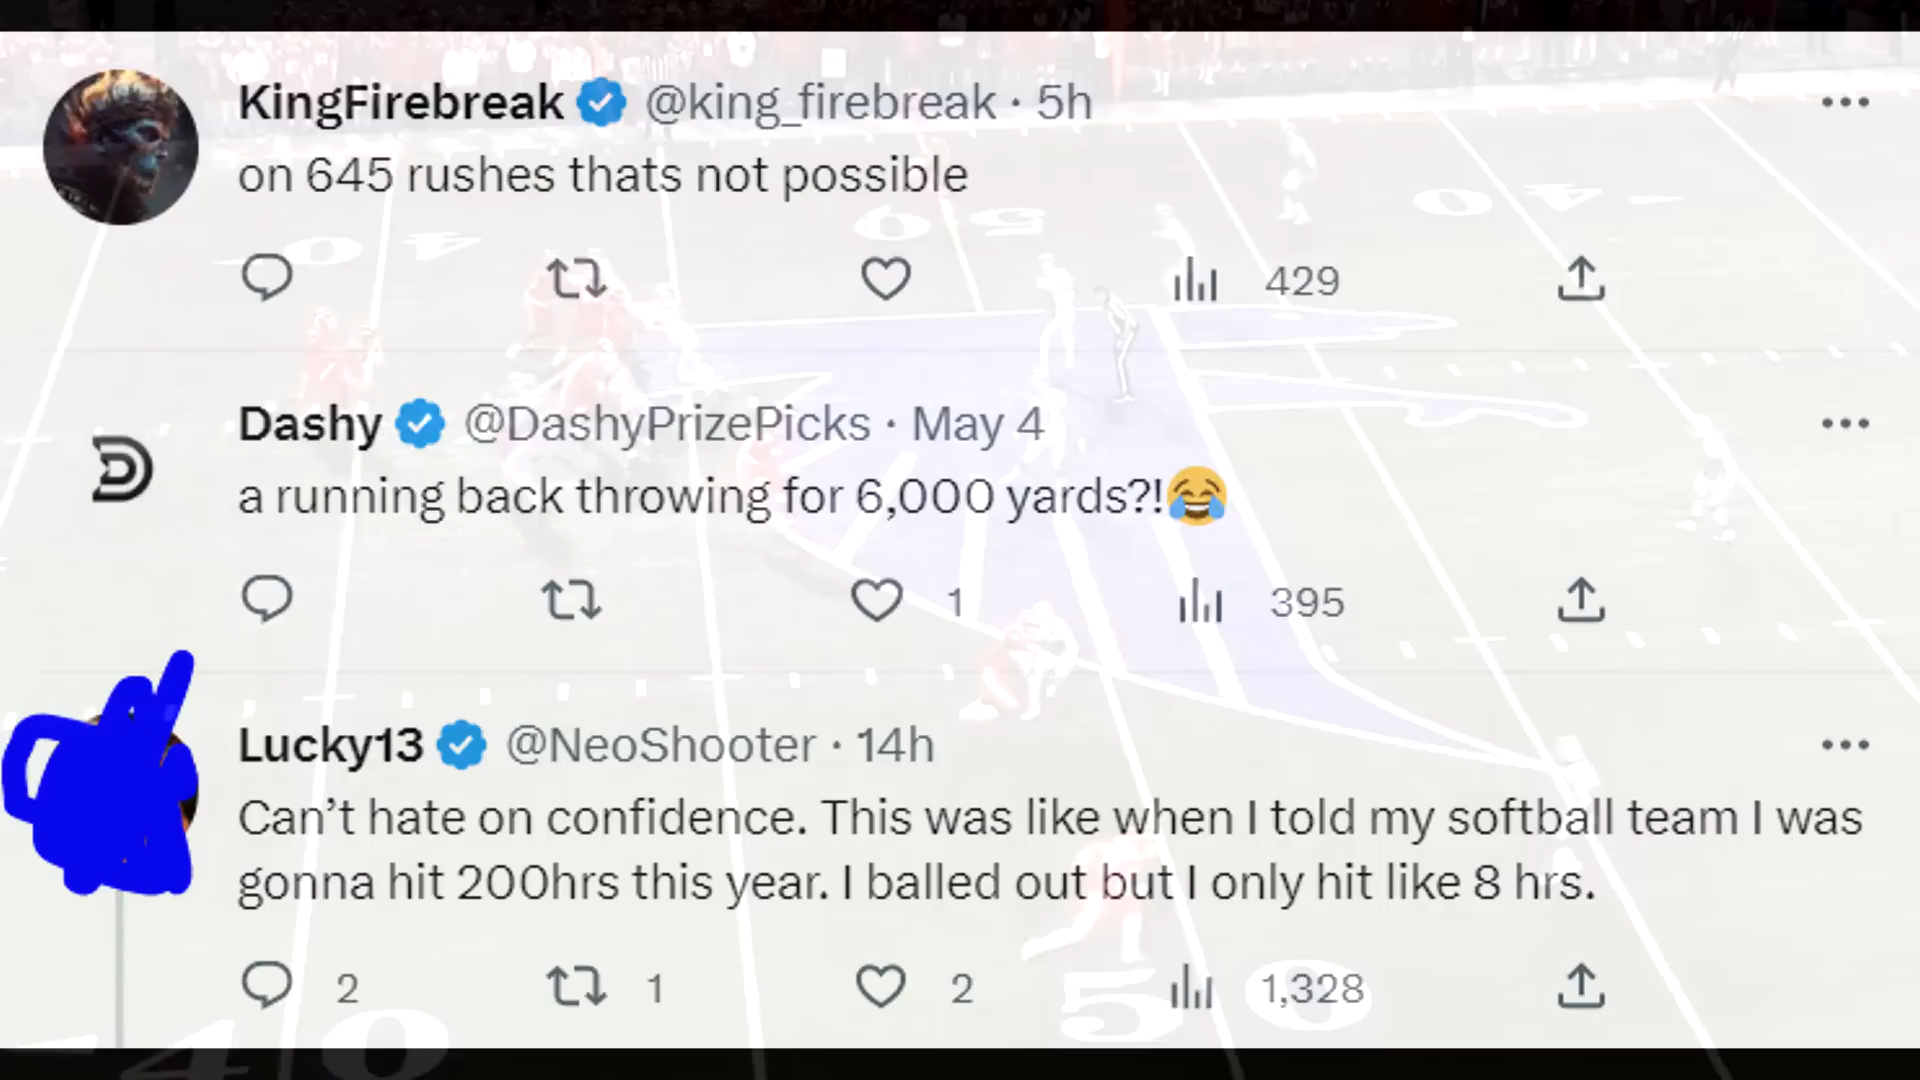 KingFirebreak @king_firebreak · 5h
on 645 rushes thats not possible
429
Dashy @DashyPrizePicks · May 4
a running back throwing for 6,000 yards?!😂
1 395
Lucky13 @NeoShooter · 14h
Can’t hate on confidence. This was like when I told my softball team I was
gonna hit 200hrs this year. I balled out but I only hit like 8 hrs.
2 1 2 1,328